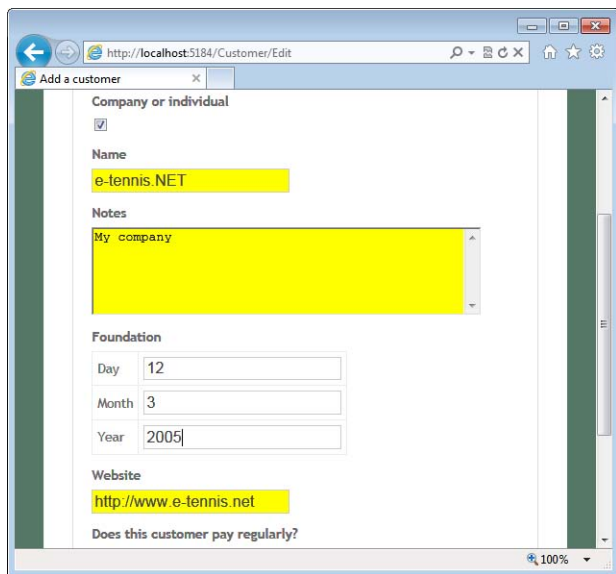 http://localhost:5184/Customer/Edit
Add a customer
Company or individual
Name
e-tennis.NET
Notes
My company
Foundation
Day 12
Month 3
Year 2005
Website
http://www.e-tennis.net
Does this customer pay regularly?
100%